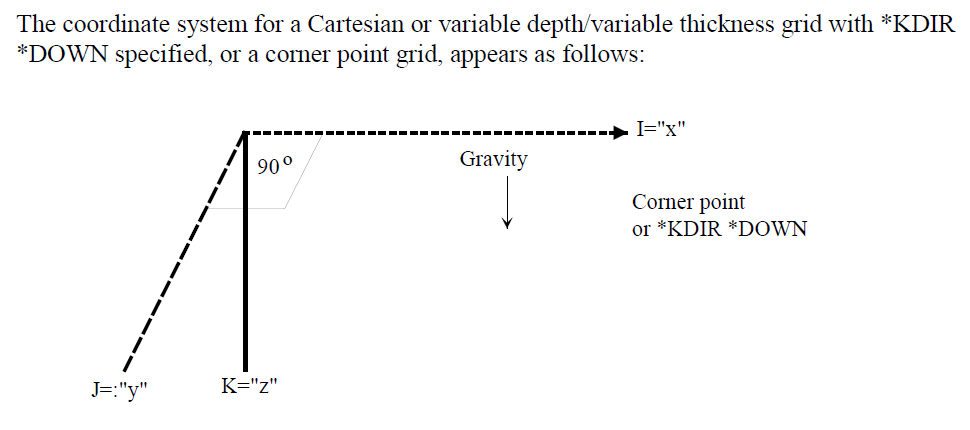 The coordinate system for a Cartesian or variable depth/variable thickness grid with *KDIR
*DOWN specified, or a corner point grid, appears as follows:
I="x"
90°
Gravity
Corner point
or *KDIR *DOWN
J=:"y"
K="z"